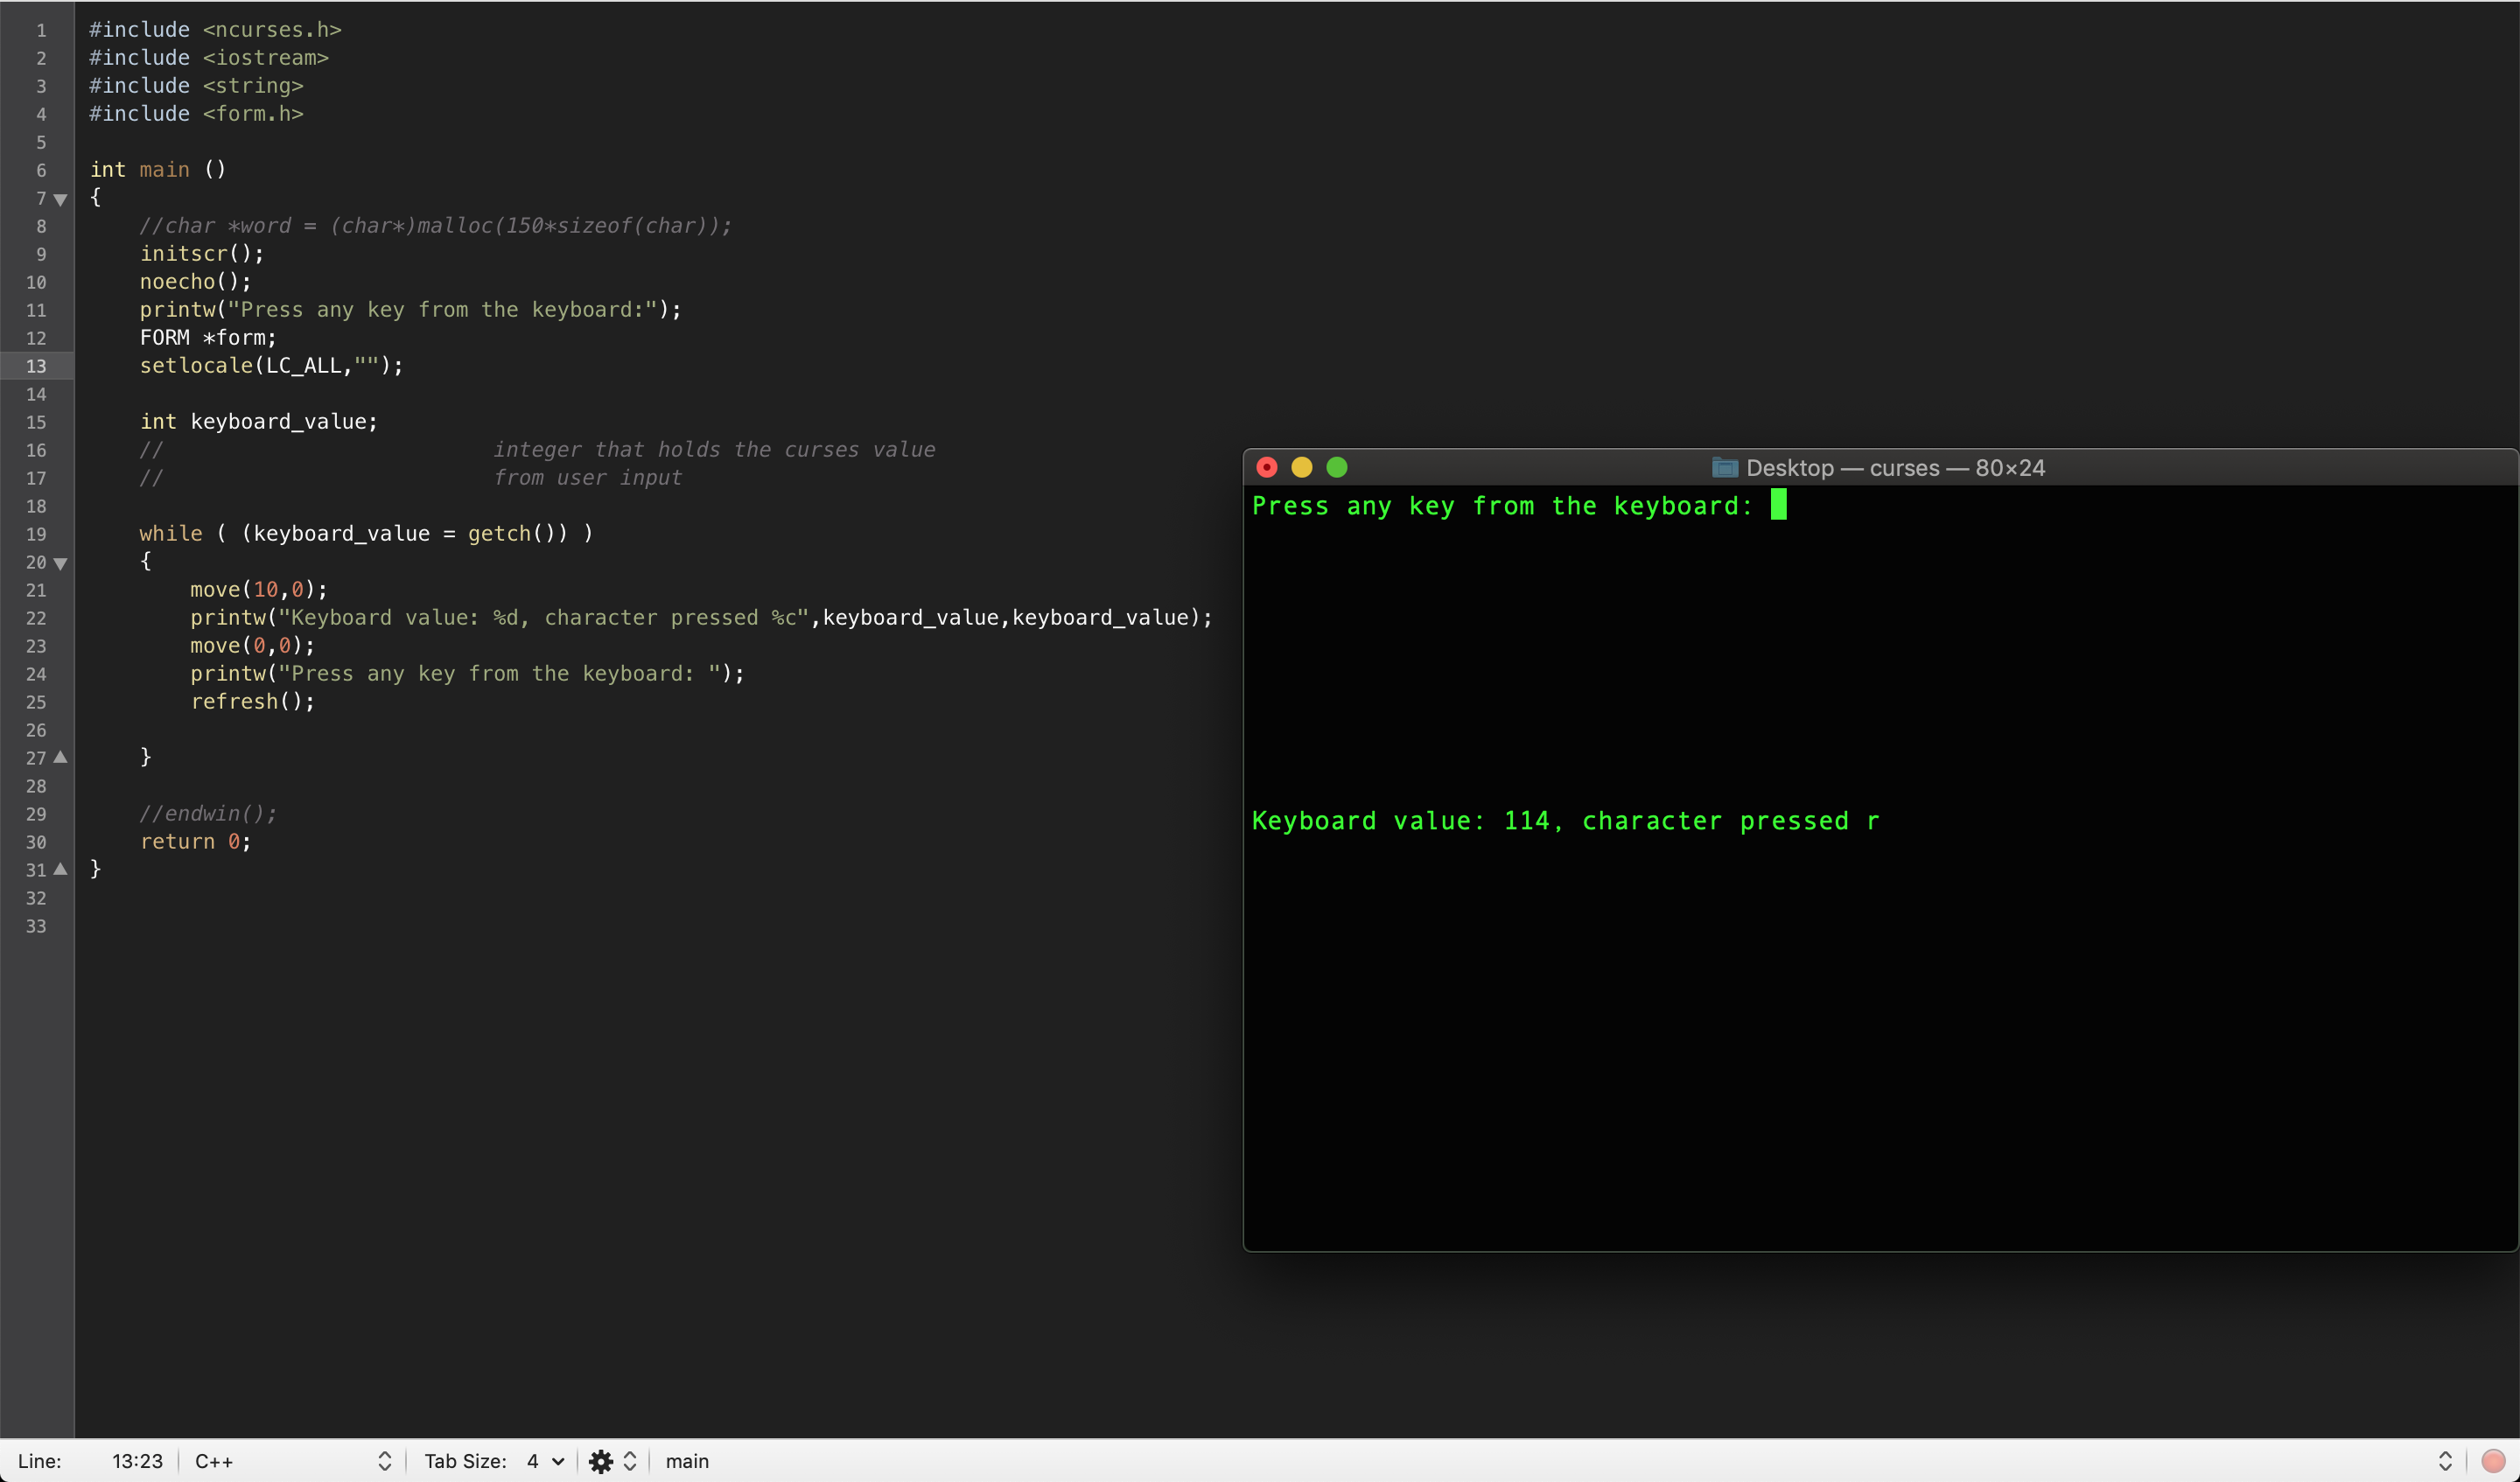 1 #include <ncurses.h>
2 #include <iostream>
3 #include <string>
4 #include <form.h>
5
6 int main ()
7 {
8     //char *word = (char*)malloc(150*sizeof(char));
9     initscr();
10     noecho();
11     printw("Press any key from the keyboard:");
12     FORM *form;
13     setlocale(LC_ALL,"");
14
15     int keyboard_value;
16     //                          integer that holds the curses value
17     //                          from user input
18
19     while ( (keyboard_value = getch()) )
20     {
21         move(10,0);
22         printw("Keyboard value: %d, character pressed %c",keyboard_value,keyboard_value);
23         move(0,0);
24         printw("Press any key from the keyboard: ");
25         refresh();
26
27     }
28
29     //endwin();
30     return 0;
31 }
32
33
Desktop — curses — 80×24
Press any key from the keyboard:
Keyboard value: 114, character pressed r
Line: 13:23 C++ Tab Size: 4 main